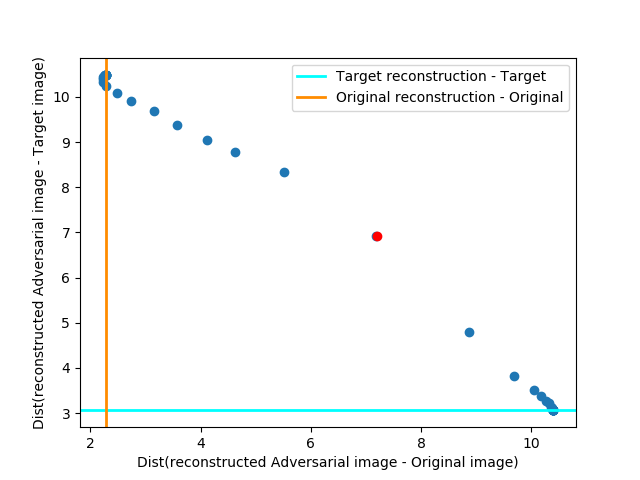 Target reconstruction - Target
Original reconstruction - Original
Dist(reconstructed Adversarial image - Target image)
10
9
8
7
6
5
4
3
2 4 6 8 10
Dist(reconstructed Adversarial image - Original image)